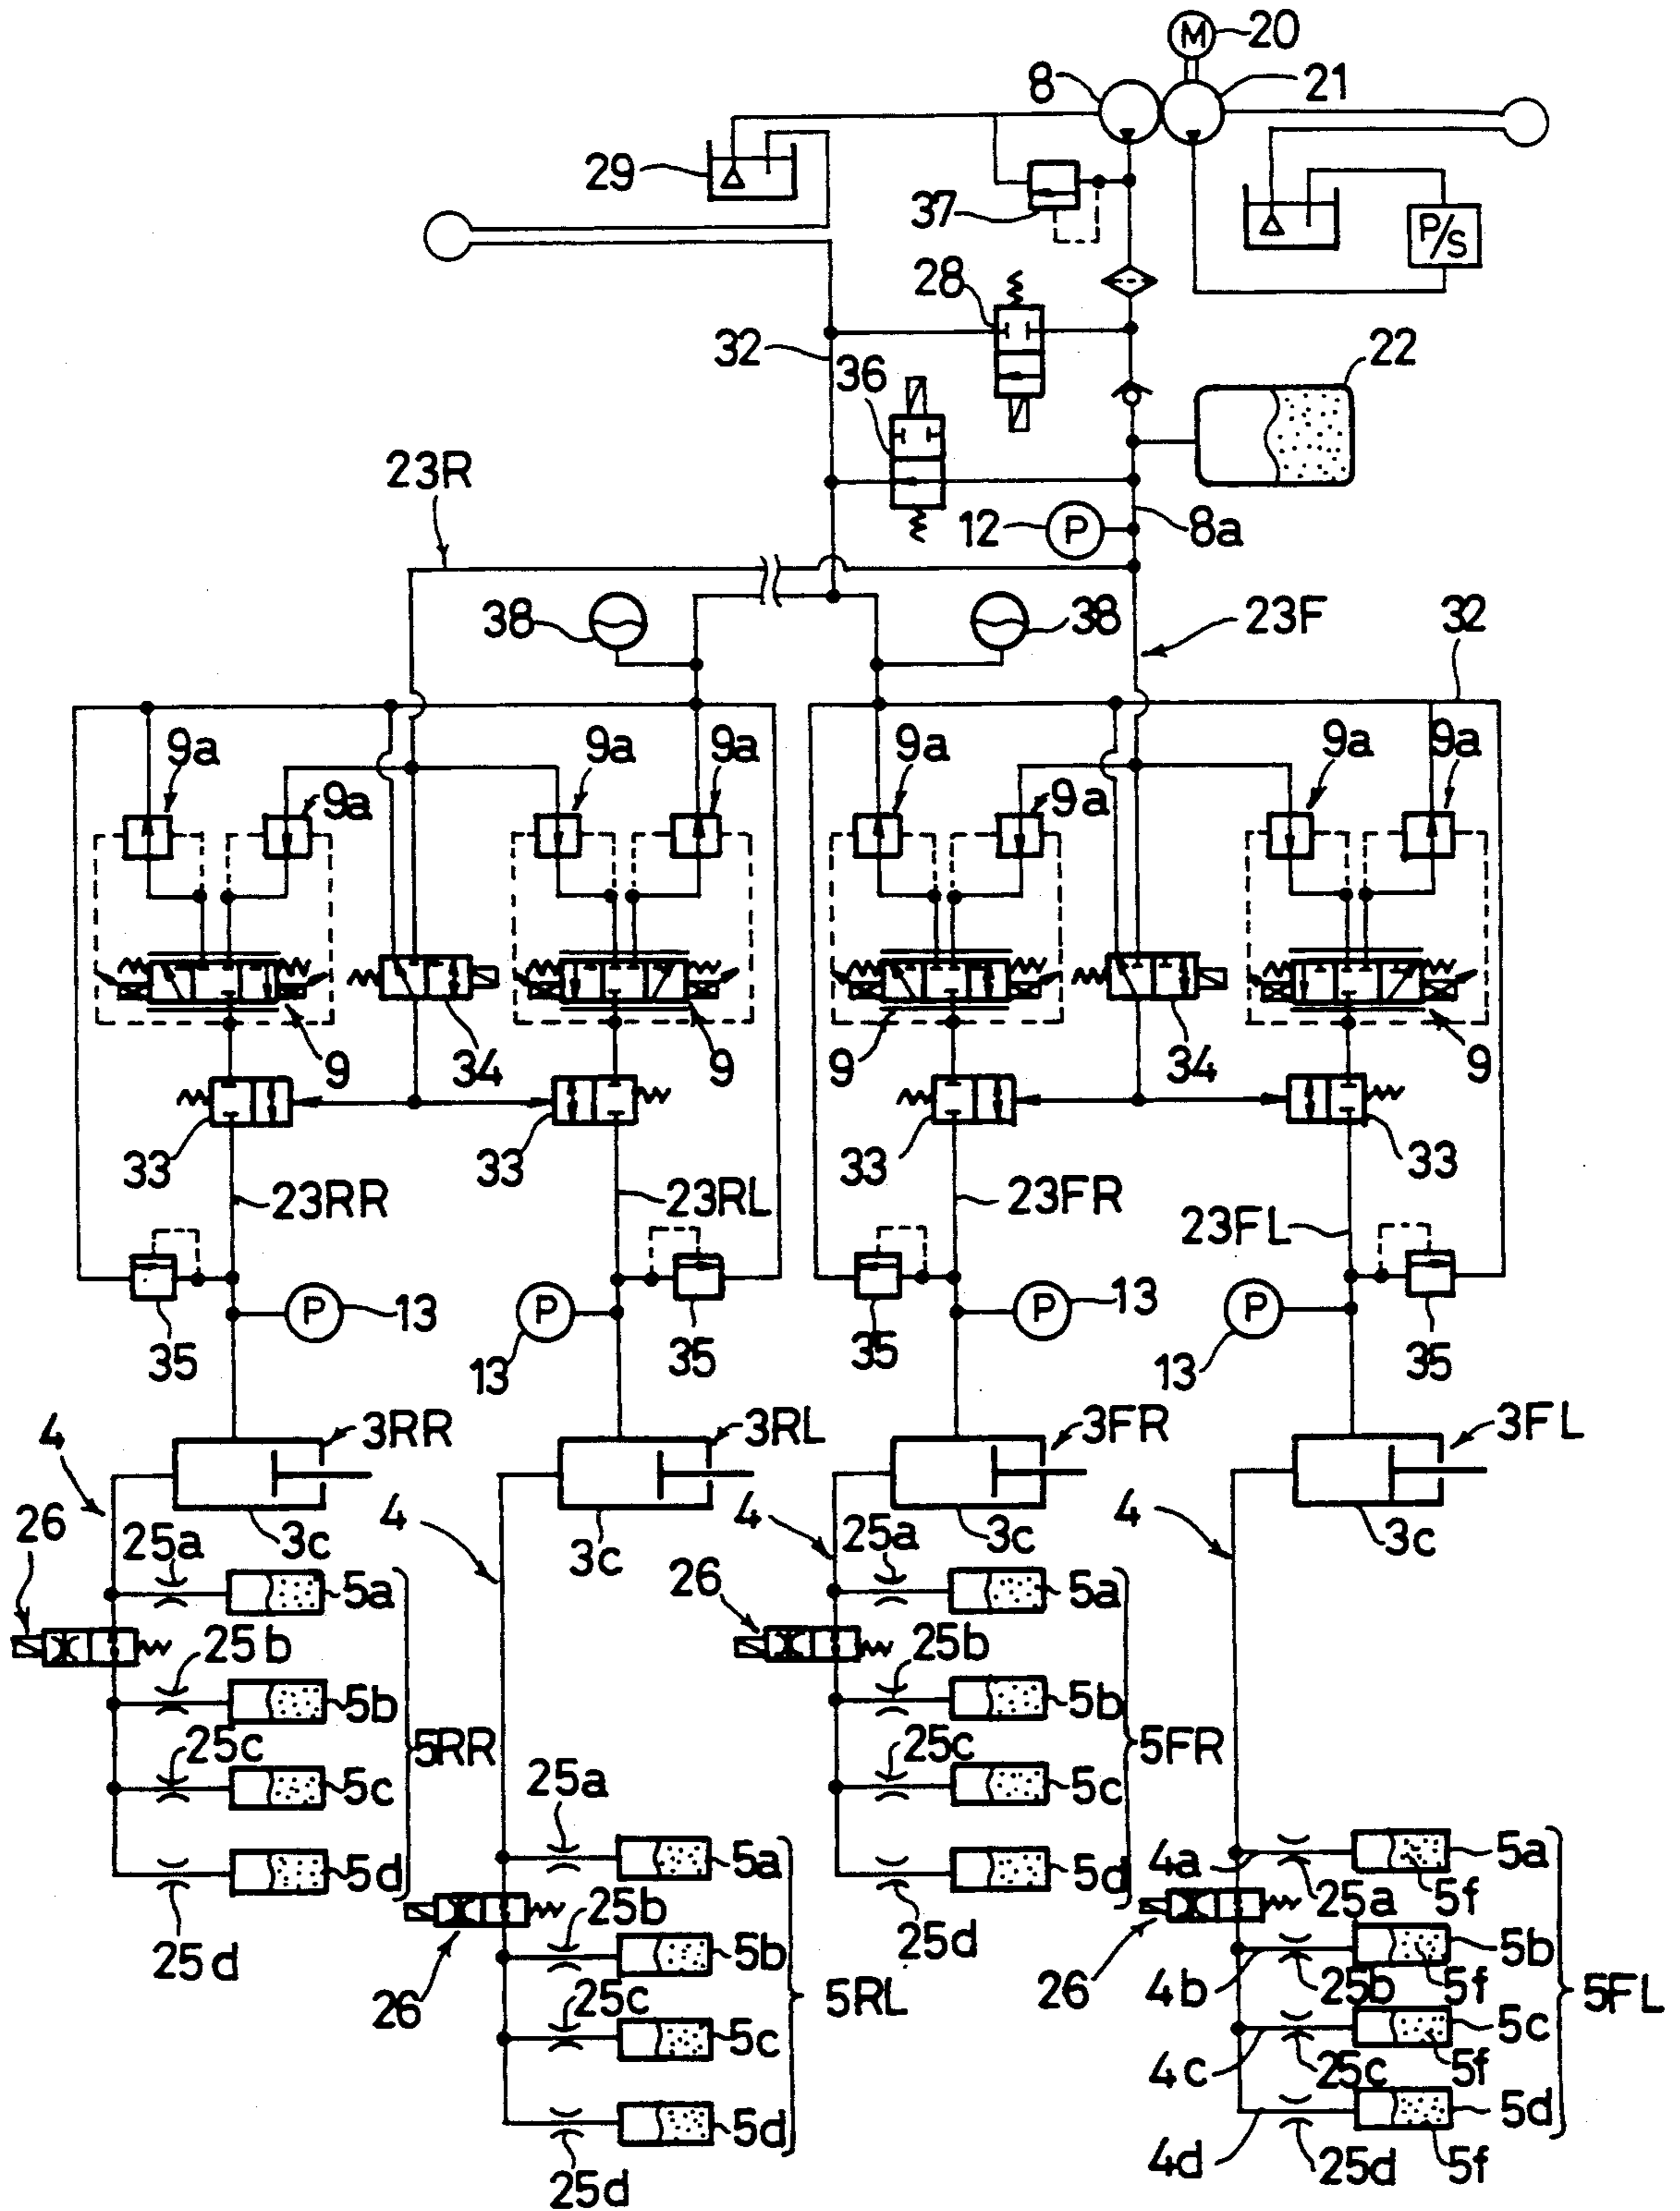 M 20
8 21
29
37
P/S
28
32 22
36
23R
12 P 8a
38 38 23F 32
9a 9a 9a 9a 9a 9a 9a 9a
9 34 9 9 34 9
33 33 33 33
23RR 23RL 23FR 23FL
P 13 P P 13 P
35 13 35 35 13 35
4 3RR 3RL 3FR 3FL
26 25a 3c 4 3c 26 4 25a 3c 4 3c
5a 5a
25b 25b
5b 5b
25c 5RR 25c 5FR
5c 25a 5c
5d 5a 5d 4a 25a 5f 5a
25d 25b 25d
26 5b 26 4b 25b 5f 5b
25c 5RL 5FL
5c 4c 25c 5f 5c
5d 4d 25d 5f 5d
25d